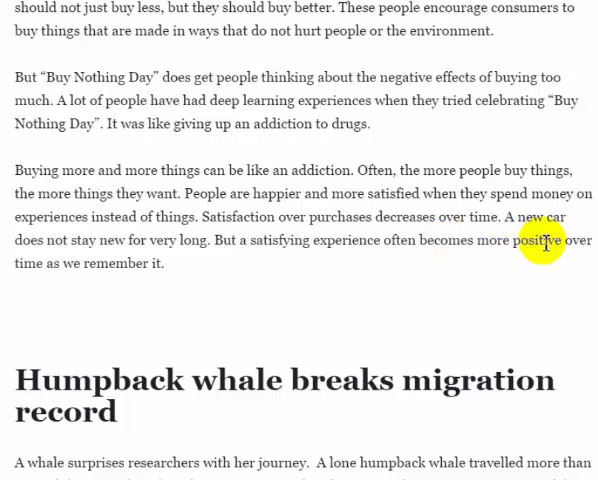 should not just buy less, but they should buy better. These people encourage consumers to
buy things that are made in ways that do not hurt people or the environment.
But “Buy Nothing Day” does get people thinking about the negative effects of buying too
much. A lot of people have had deep learning experiences when they tried celebrating “Buy
Nothing Day”. It was like giving up an addiction to drugs.
Buying more and more things can be like an addiction. Often, the more people buy things,
the more things they want. People are happier and more satisfied when they spend money on
experiences instead of things. Satisfaction over purchases decreases over time. A new car
does not stay new for very long. But a satisfying experience often becomes more positive over
time as we remember it.
Humpback whale breaks migration
record
A whale surprises researchers with her journey.  A lone humpback whale travelled more than